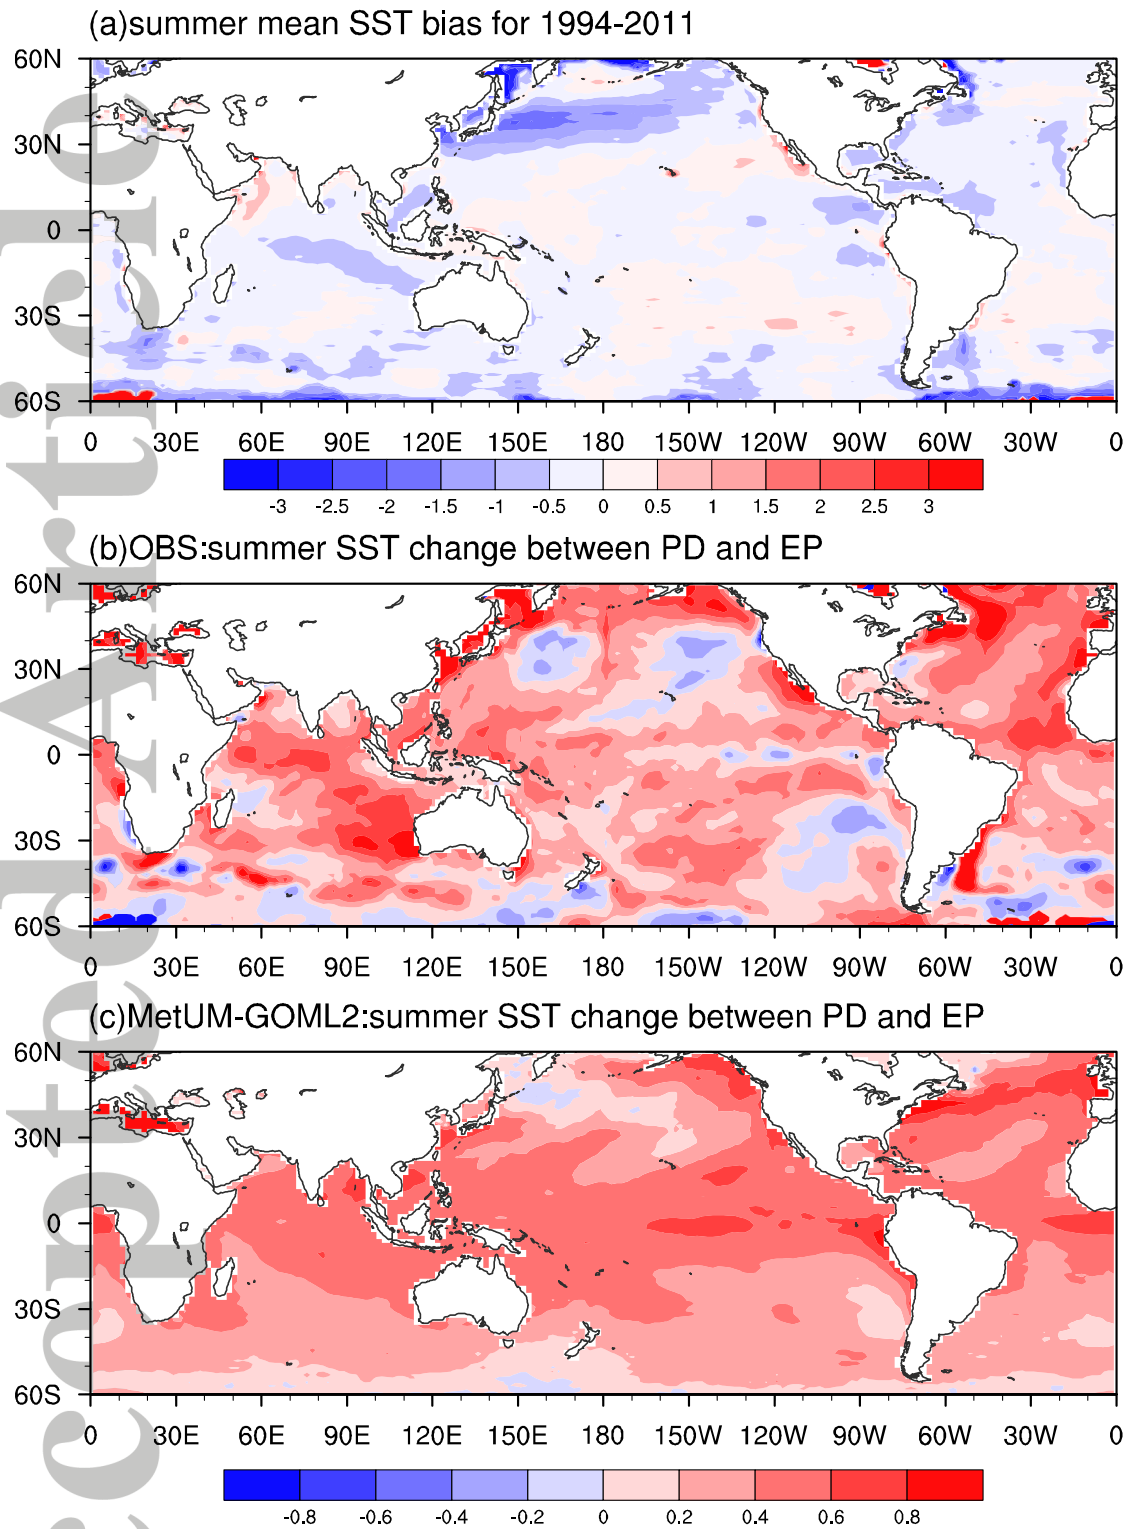 (a)summer mean SST bias for 1994-2011
60N
30N
0
30S
60S
0 30E 60E 90E 120E 150E 180 150W 120W 90W 60W 30W 0
-3 -2.5 -2 -1.5 -1 -0.5 0 0.5 1 1.5 2 2.5 3
(b)OBS:summer SST change between PD and EP
60N
30N
0
30S
60S
0 30E 60E 90E 120E 150E 180 150W 120W 90W 60W 30W 0
(c)MetUM-GOML2:summer SST change between PD and EP
60N
30N
0
30S
60S
0 30E 60E 90E 120E 150E 180 150W 120W 90W 60W 30W 0
-0.8 -0.6 -0.4 -0.2 0 0.2 0.4 0.6 0.8
cepted Article